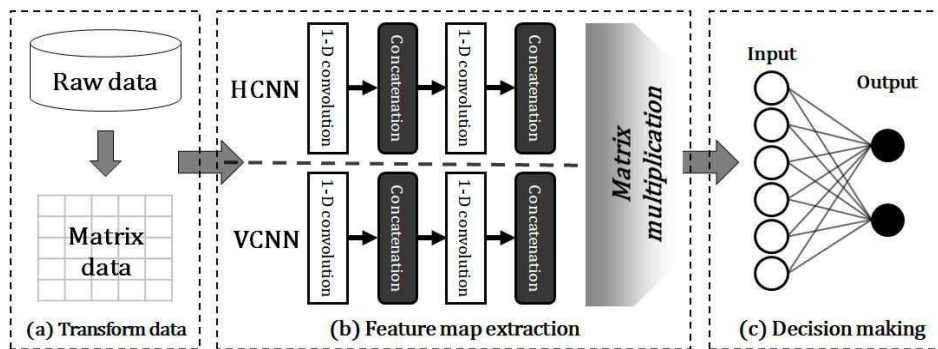 Raw data
Matrix
data
(a) Transform data
HCNN
1-D convolution
Concatenation
1-D convolution
Concatenation
VCNN
1-D convolution
Concatenation
1-D convolution
Concatenation
Matrix
multiplication
(b) Feature map extraction
Input
Output
(c) Decision making